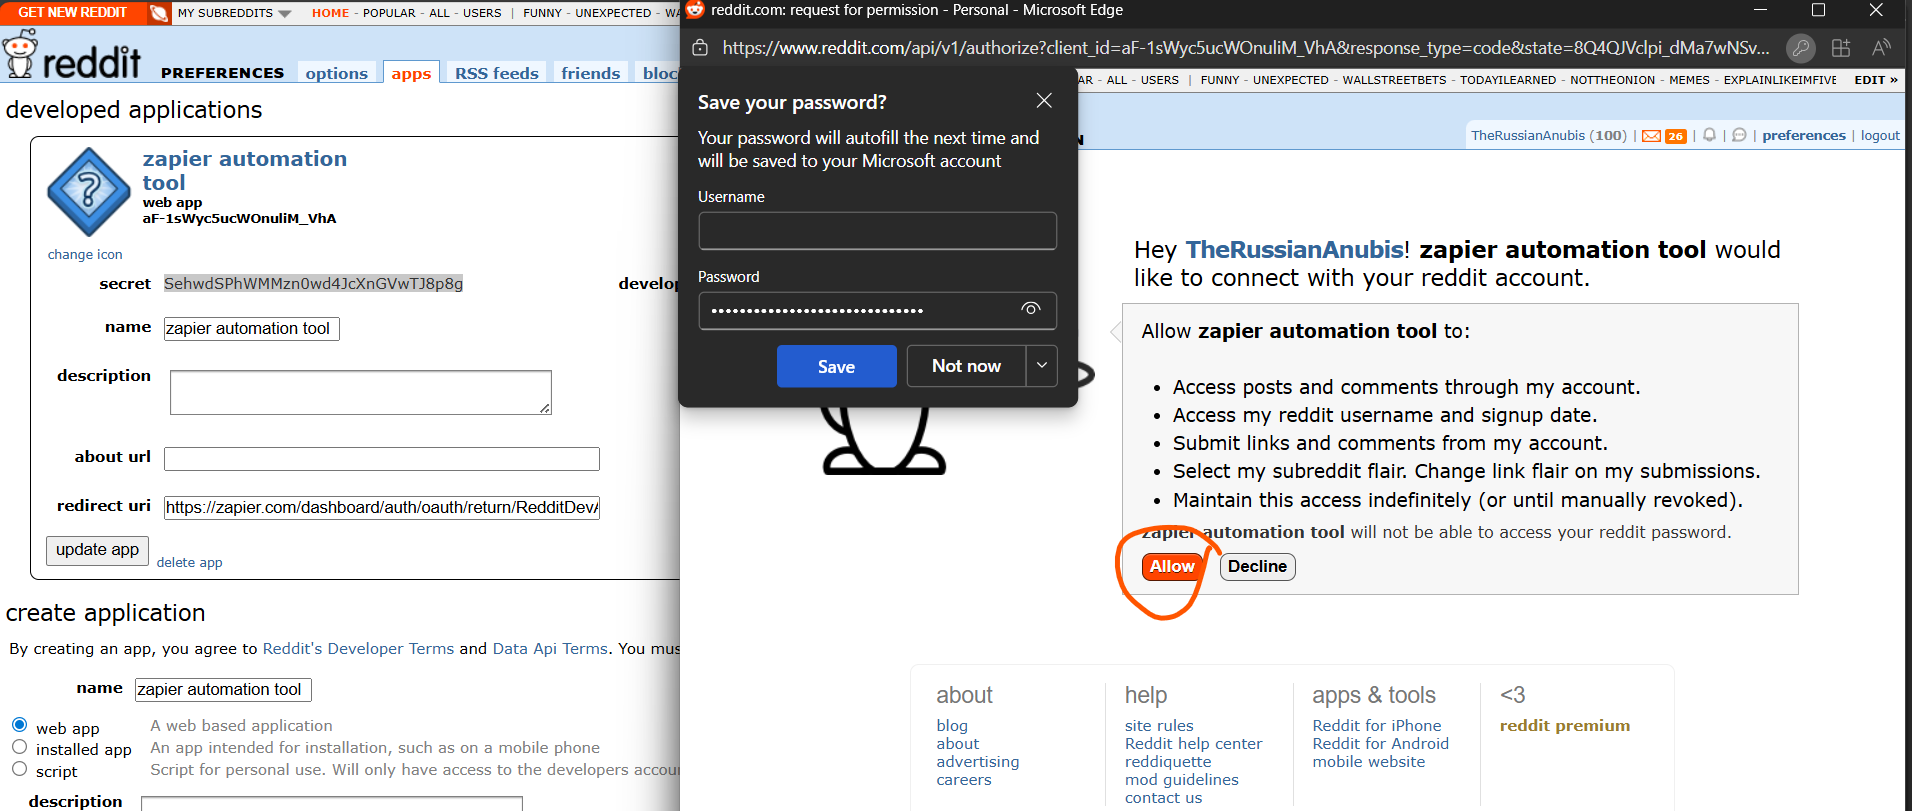 GET NEW REDDIT MY SUBREDDITS HOME - POPULAR - ALL - USERS | FUNNY - UNEXPECTED - WA
reddit PREFERENCES options apps RSS feeds friends bloc
developed applications
zapier automation
tool
web app
aF-1sWyc5ucWOnuliM_VhA
change icon
secret SehwdSPhWMMzn0wd4JcXnGVwTJ8p8g develop
name zapier automation tool
description
about url
redirect uri https://zapier.com/dashboard/auth/oauth/return/RedditDevA
update app delete app
create application
By creating an app, you agree to Reddit's Developer Terms and Data Api Terms. You mus
name zapier automation tool
web app A web based application
installed app An app intended for installation, such as on a mobile phone
script Script for personal use. Will only have access to the developers accou
description
reddit.com: request for permission - Personal - Microsoft Edge
https://www.reddit.com/api/v1/authorize?client_id=aF-1sWyc5ucWOnuliM_VhA&response_type=code&state=8Q4QJVclpi_dMa7wNSv...
AR - ALL - USERS | FUNNY - UNEXPECTED - WALLSTREETBETS - TODAYILEARNED - NOTTHEONION - MEMES - EXPLAINLIKEIMFIVE EDIT »
TheRussianAnubis (100) | 26 | | | preferences | logout
Save your password?
Your password will autofill the next time and
will be saved to your Microsoft account
Username
Password
Save Not now
Hey TheRussianAnubis! zapier automation tool would
like to connect with your reddit account.
Allow zapier automation tool to:
• Access posts and comments through my account.
• Access my reddit username and signup date.
• Submit links and comments from my account.
• Select my subreddit flair. Change link flair on my submissions.
• Maintain this access indefinitely (or until manually revoked).
zapier automation tool will not be able to access your reddit password.
Allow Decline
about help apps & tools <3
blog site rules Reddit for iPhone reddit premium
about Reddit help center Reddit for Android
advertising reddiquette mobile website
careers mod guidelines
contact us